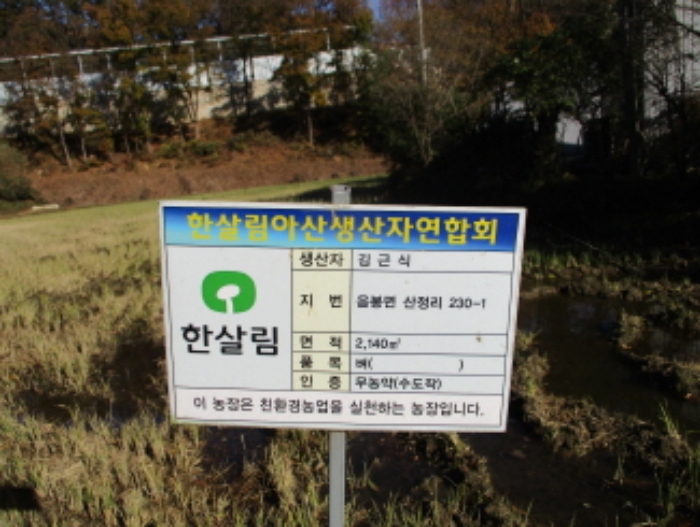 한살림아산생산자연합회
한살림
생산자 김근식
지 번 음봉면 산정리 230-1
면 적 2,140㎡
품 목 벼( )
인 증 무농약(수도작)
이 농장은 친환경농업을 실천하는 농장입니다.